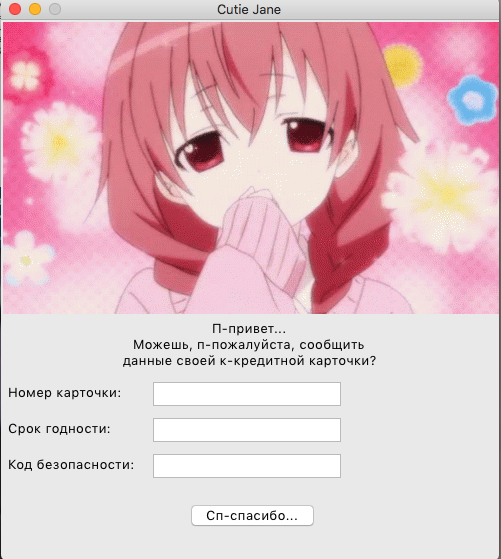 Cutie Jane
П-привет...
Можешь, п-пожалуйста, сообщить
данные своей к-кредитной карточки?
Номер карточки:
Срок годности:
Код безопасности:
Сп-спасибо...